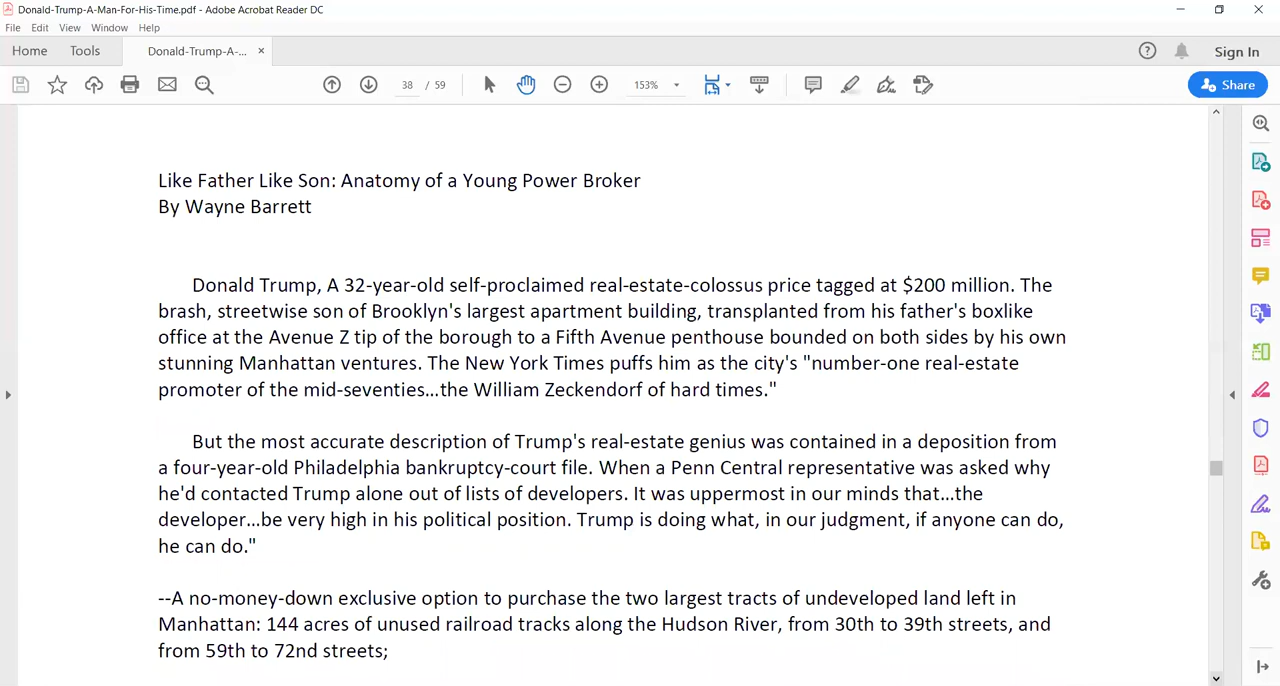 Donald-Trump-A-Man-For-His-Time.pdf - Adobe Acrobat Reader DC
File Edit View Window Help
Home Tools Donald-Trump-A-... × Sign In
38 / 59 153% Share
Like Father Like Son: Anatomy of a Young Power Broker
By Wayne Barrett
Donald Trump, A 32-year-old self-proclaimed real-estate-colossus price tagged at $200 million. The
brash, streetwise son of Brooklyn's largest apartment building, transplanted from his father's boxlike
office at the Avenue Z tip of the borough to a Fifth Avenue penthouse bounded on both sides by his own
stunning Manhattan ventures. The New York Times puffs him as the city's "number-one real-estate
promoter of the mid-seventies...the William Zeckendorf of hard times."
But the most accurate description of Trump's real-estate genius was contained in a deposition from
a four-year-old Philadelphia bankruptcy-court file. When a Penn Central representative was asked why
he'd contacted Trump alone out of lists of developers. It was uppermost in our minds that...the
developer...be very high in his political position. Trump is doing what, in our judgment, if anyone can do,
he can do."
--A no-money-down exclusive option to purchase the two largest tracts of undeveloped land left in
Manhattan: 144 acres of unused railroad tracks along the Hudson River, from 30th to 39th streets, and
from 59th to 72nd streets;